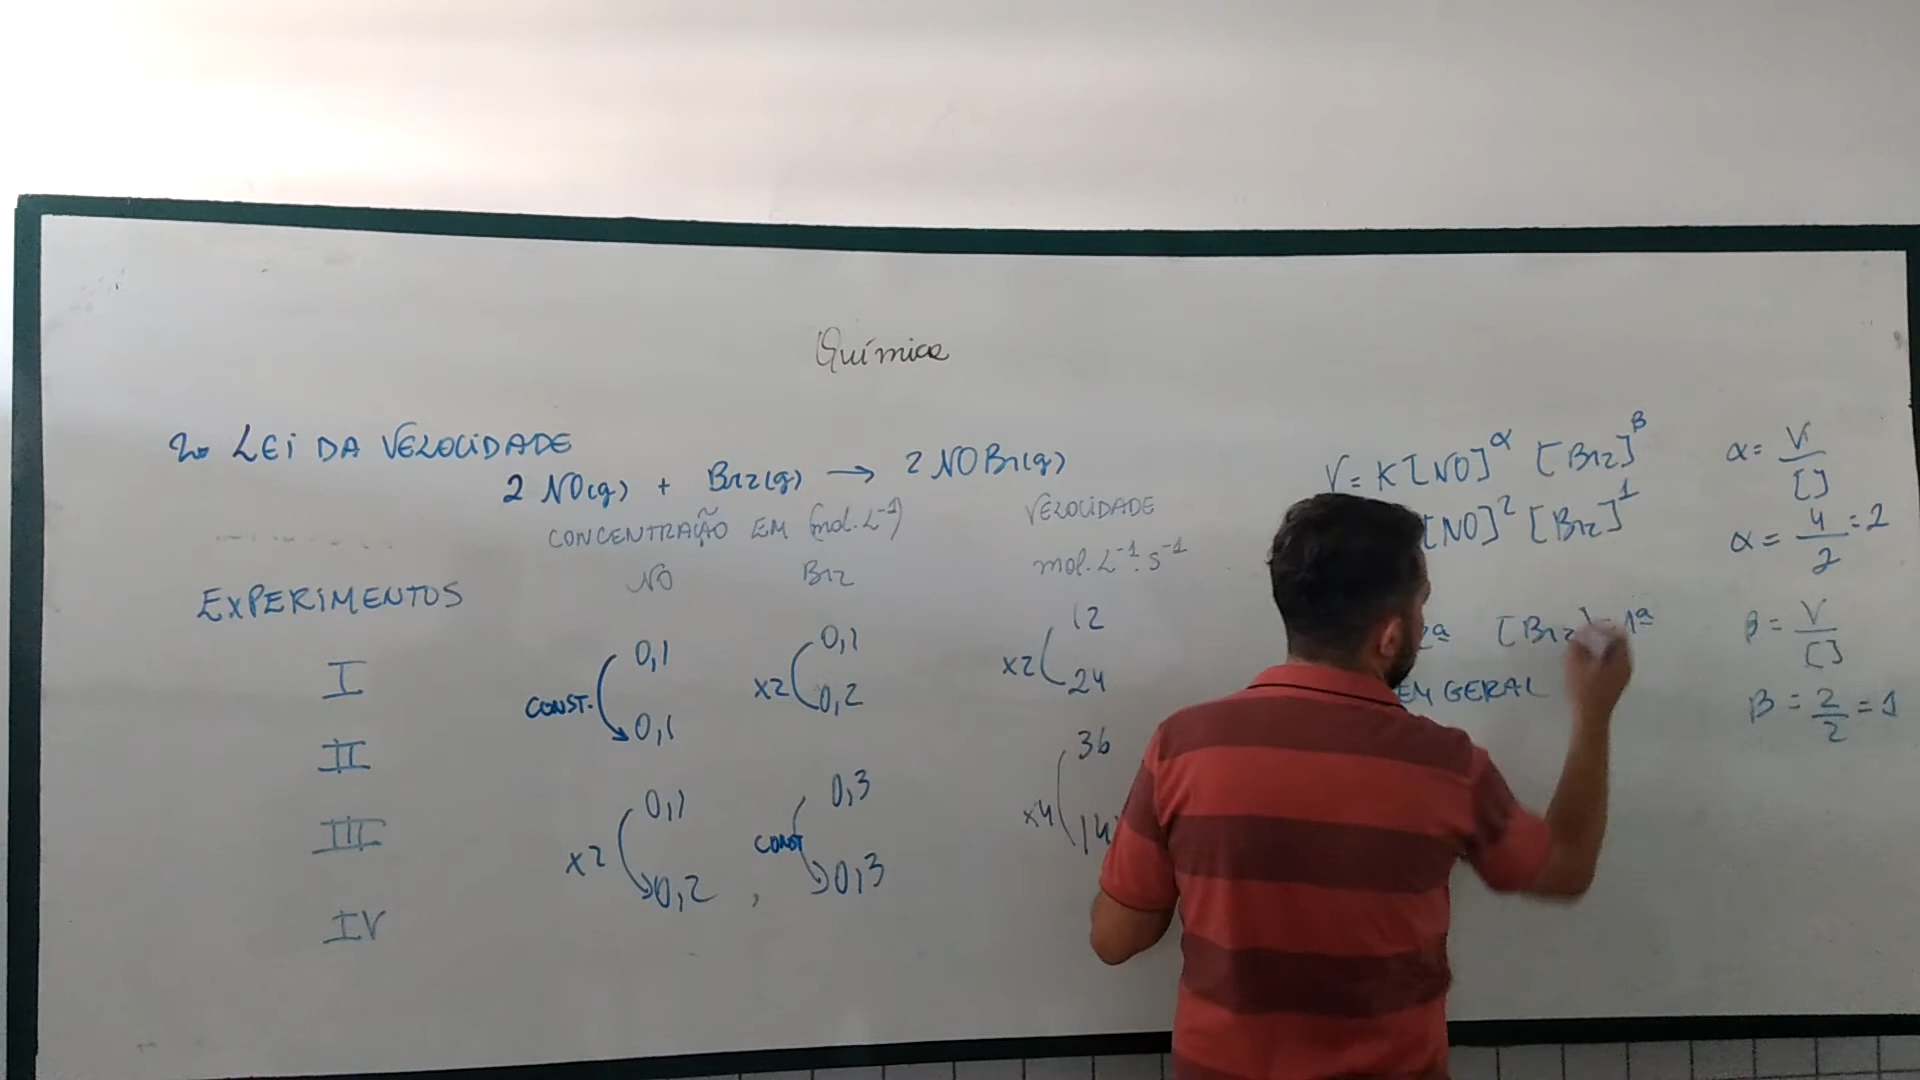 Química
2. LEI DA VELOCIDADE
2 NO(g) + Br2(g) → 2 NOBr(g)
CONCENTRAÇÃO EM (mol.L⁻¹) VELOCIDADE
NO Br2 mol.L⁻¹.s⁻¹
EXPERIMENTOS
I 0,1 0,1 12
CONST. x2 x2
II 0,1 0,2 24
III 0,1 0,3 36
x2 CONST x4
IV 0,2 , 0,3 14
V = K[NO]^α [Br2]^β
[NO]² [Br2]¹
2ª [Br2] 1ª
EM GERAL
α = V/[]
α = 4/2 = 2
β = V/[]
β = 2/2 = 1